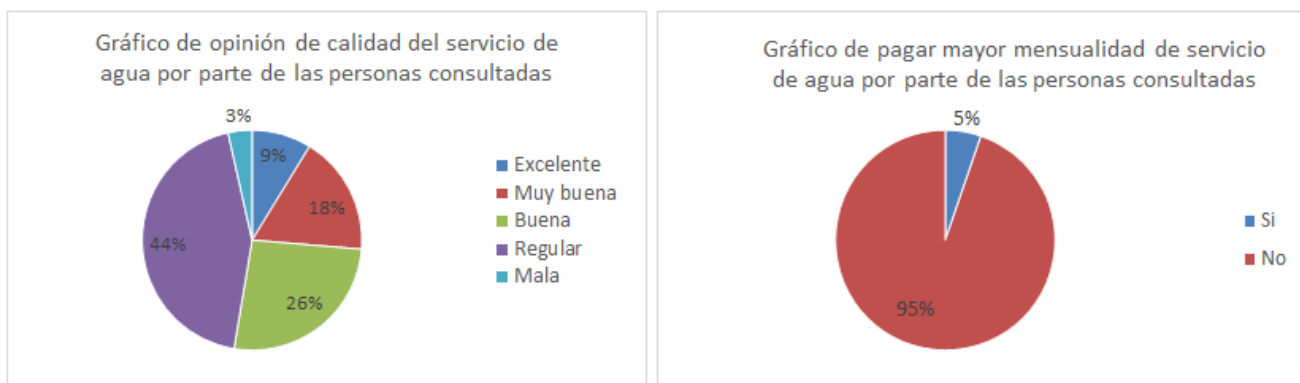 Gráfico de opinión de calidad del servicio de
agua por parte de las personas consultadas
3%
9%
18%
44%
26%
Excelente
Muy buena
Buena
Regular
Mala
Gráfico de pagar mayor mensualidad de servicio
de agua por parte de las personas consultadas
5%
95%
Si
No